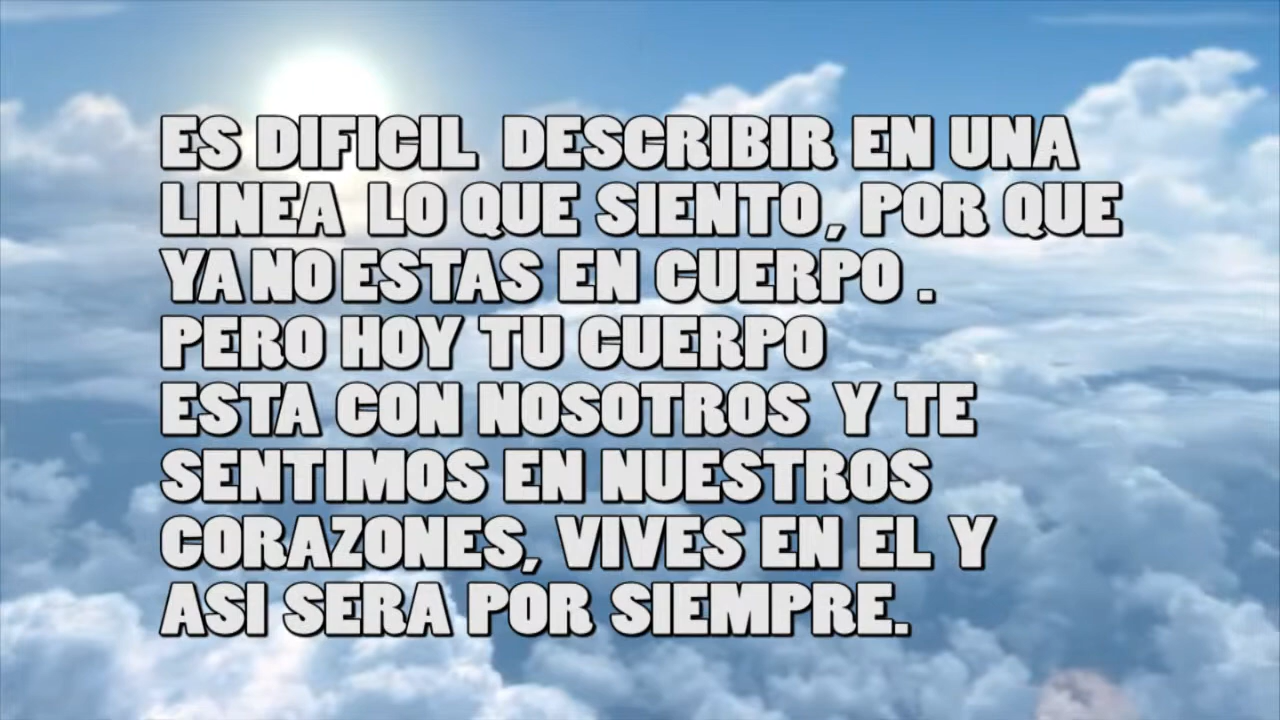 ES DIFICIL DESCRIBIR EN UNA
LINEA LO QUE SIENTO, POR QUE
YA NO ESTAS EN CUERPO .
PERO HOY TU CUERPO
ESTA CON NOSOTROS Y TE
SENTIMOS EN NUESTROS
CORAZONES, VIVES EN EL Y
ASI SERA POR SIEMPRE.